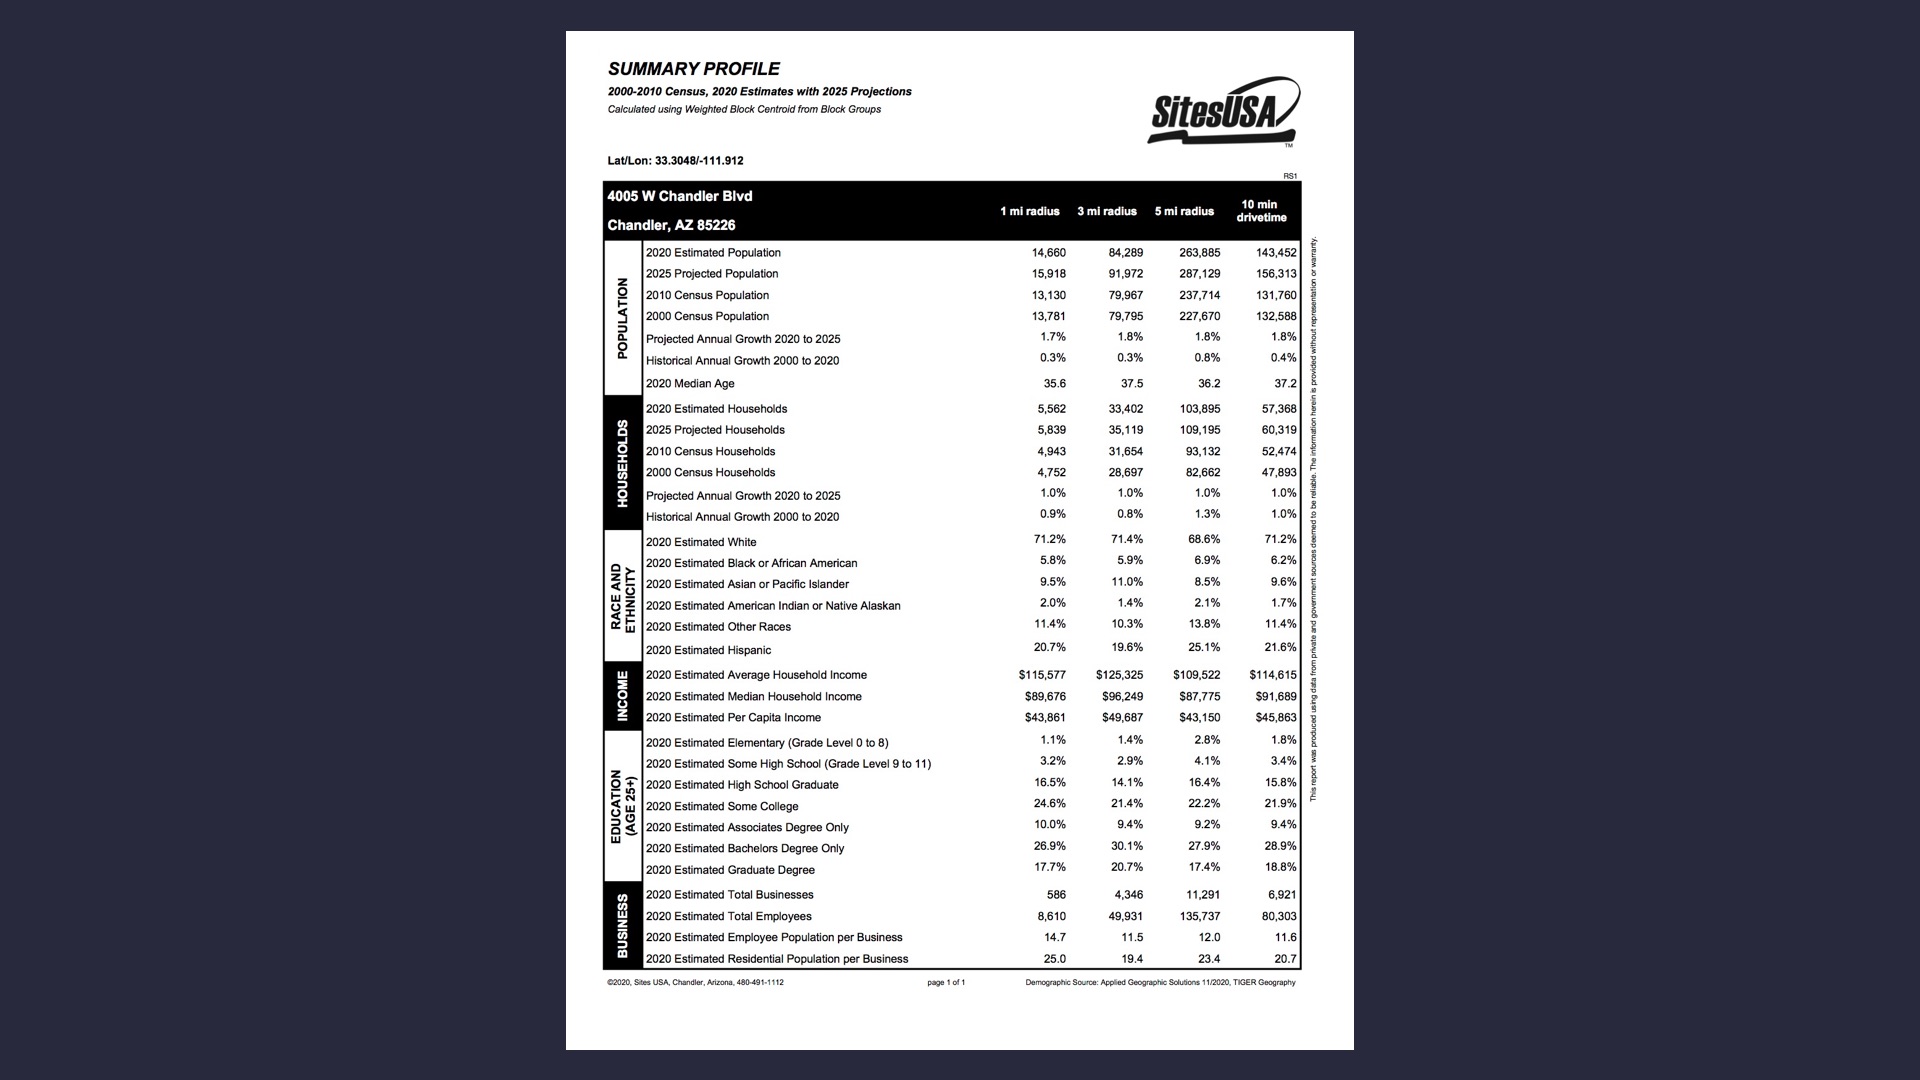 SUMMARY PROFILE
2000-2010 Census, 2020 Estimates with 2025 Projections
Calculated using Weighted Block Centroid from Block Groups
SitesUSA
TM
Lat/Lon: 33.3048/-111.912
RS1
4005 W Chandler Blvd
Chandler, AZ 85226
1 mi radius 3 mi radius 5 mi radius 10 min drivetime
POPULATION
2020 Estimated Population 14,660 84,289 263,885 143,452
2025 Projected Population 15,918 91,972 287,129 156,313
2010 Census Population 13,130 79,967 237,714 131,760
2000 Census Population 13,781 79,795 227,670 132,588
Projected Annual Growth 2020 to 2025 1.7% 1.8% 1.8% 1.8%
Historical Annual Growth 2000 to 2020 0.3% 0.3% 0.8% 0.4%
2020 Median Age 35.6 37.5 36.2 37.2
HOUSEHOLDS
2020 Estimated Households 5,562 33,402 103,895 57,368
2025 Projected Households 5,839 35,119 109,195 60,319
2010 Census Households 4,943 31,654 93,132 52,474
2000 Census Households 4,752 28,697 82,662 47,893
Projected Annual Growth 2020 to 2025 1.0% 1.0% 1.0% 1.0%
Historical Annual Growth 2000 to 2020 0.9% 0.8% 1.3% 1.0%
RACE AND
ETHNICITY
2020 Estimated White 71.2% 71.4% 68.6% 71.2%
2020 Estimated Black or African American 5.8% 5.9% 6.9% 6.2%
2020 Estimated Asian or Pacific Islander 9.5% 11.0% 8.5% 9.6%
2020 Estimated American Indian or Native Alaskan 2.0% 1.4% 2.1% 1.7%
2020 Estimated Other Races 11.4% 10.3% 13.8% 11.4%
2020 Estimated Hispanic 20.7% 19.6% 25.1% 21.6%
INCOME
2020 Estimated Average Household Income $115,577 $125,325 $109,522 $114,615
2020 Estimated Median Household Income $89,676 $96,249 $87,775 $91,689
2020 Estimated Per Capita Income $43,861 $49,687 $43,150 $45,863
EDUCATION
(AGE 25+)
2020 Estimated Elementary (Grade Level 0 to 8) 1.1% 1.4% 2.8% 1.8%
2020 Estimated Some High School (Grade Level 9 to 11) 3.2% 2.9% 4.1% 3.4%
2020 Estimated High School Graduate 16.5% 14.1% 16.4% 15.8%
2020 Estimated Some College 24.6% 21.4% 22.2% 21.9%
2020 Estimated Associates Degree Only 10.0% 9.4% 9.2% 9.4%
2020 Estimated Bachelors Degree Only 26.9% 30.1% 27.9% 28.9%
2020 Estimated Graduate Degree 17.7% 20.7% 17.4% 18.8%
BUSINESS
2020 Estimated Total Businesses 586 4,346 11,291 6,921
2020 Estimated Total Employees 8,610 49,931 135,737 80,303
2020 Estimated Employee Population per Business 14.7 11.5 12.0 11.6
2020 Estimated Residential Population per Business 25.0 19.4 23.4 20.7
This report was produced using data from private and government sources deemed to be reliable. The information herein is provided without representation or warranty.
©2020, Sites USA, Chandler, Arizona, 480-491-1112 page 1 of 1 Demographic Source: Applied Geographic Solutions 11/2020, TIGER Geography